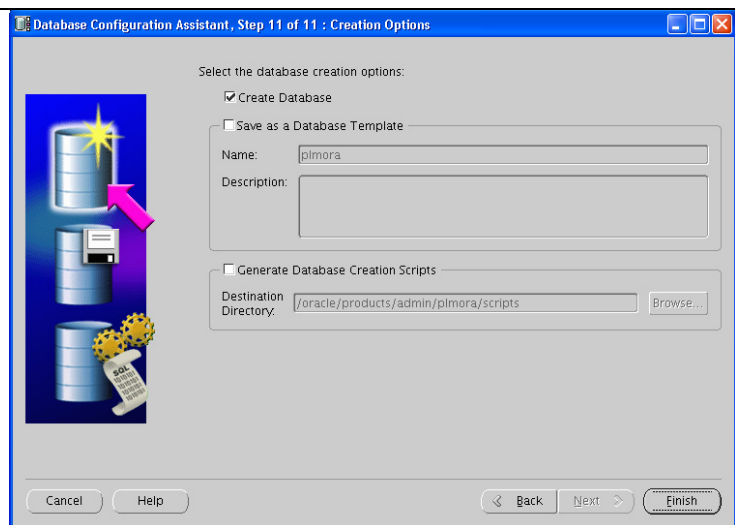 Database Configuration Assistant, Step 11 of 11 : Creation Options
Select the database creation options:
Create Database
Save as a Database Template
Name: plmora
Description:
Generate Database Creation Scripts
Destination Directory: /oracle/products/admin/plmora/scripts Browse...
SQL
Cancel Help Back Next Finish